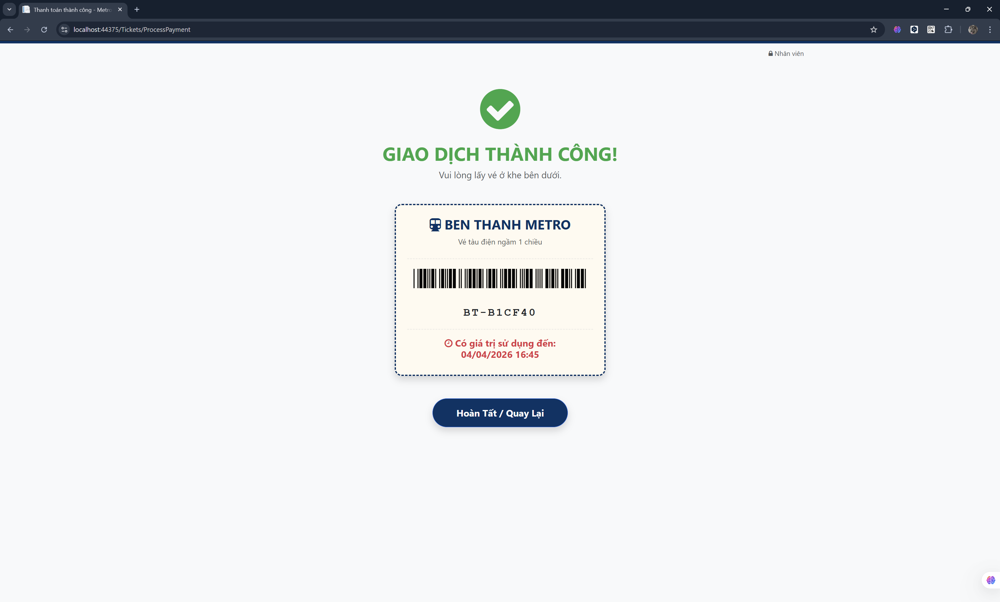 Thanh toán thành công - Metro
localhost:44375/Tickets/ProcessPayment
Nhân viên
GIAO DỊCH THÀNH CÔNG!
Vui lòng lấy vé ở khe bên dưới.
BEN THANH METRO
Vé tàu điện ngầm 1 chiều
BT-B1CF40
Có giá trị sử dụng đến:
04/04/2026 16:45
Hoàn Tất / Quay Lại